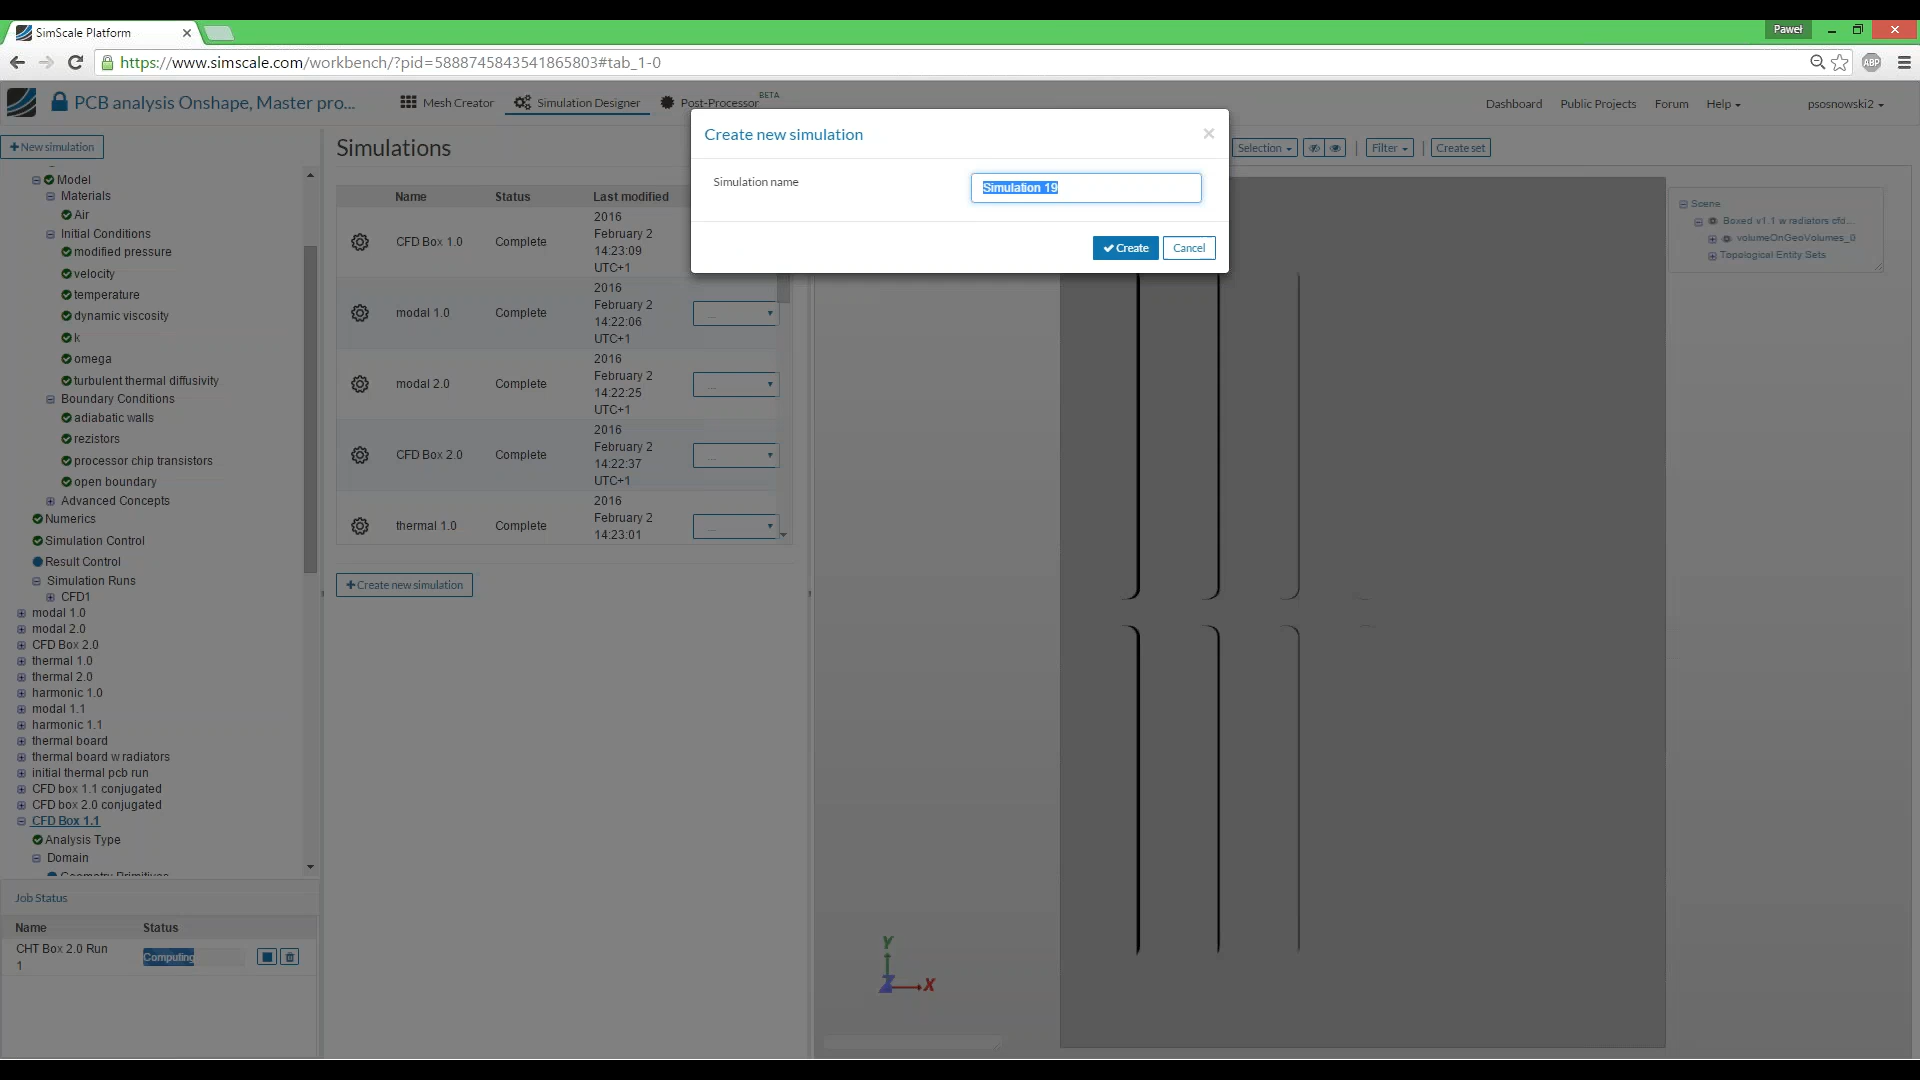 SimScale Platform
Paweł
https://www.simscale.com/workbench/?pid=5888745843541865803#tab_1-0
ABP
PCB analysis Onshape, Master pro...
Mesh Creator
Simulation Designer
Post-Processor
BETA
Dashboard
Public Projects
Forum
Help
psosnowski2
New simulation
Model
Materials
Air
Initial Conditions
modified pressure
velocity
temperature
dynamic viscosity
k
omega
turbulent thermal diffusivity
Boundary Conditions
adiabatic walls
rezistors
processor chip transistors
open boundary
Advanced Concepts
Numerics
Simulation Control
Result Control
Simulation Runs
CFD1
modal 1.0
modal 2.0
CFD Box 2.0
thermal 1.0
thermal 2.0
harmonic 1.0
modal 1.1
harmonic 1.1
thermal board
thermal board w radiators
initial thermal pcb run
CFD box 1.1 conjugated
CFD box 2.0 conjugated
CFD Box 1.1
Analysis Type
Domain
Geometry Primitives
Job Status
Name Status
CHT Box 2.0 Run
1
Computing
Simulations
Name Status Last modified
CFD Box 1.0 Complete
2016
February 2
14:23:09
UTC+1
modal 1.0 Complete
2016
February 2
14:22:06
UTC+1
...
modal 2.0 Complete
2016
February 2
14:22:25
UTC+1
...
CFD Box 2.0 Complete
2016
February 2
14:22:37
UTC+1
...
thermal 1.0 Complete
2016
February 2
14:23:01
...
Create new simulation
Create new simulation
×
Simulation name
Simulation 19
Create
Cancel
Selection
Filter
Create set
Scene
Boxed v1.1 w radiators cfd...
volumeOnGeoVolumes_0
Topological Entity Sets
Y
Z
X